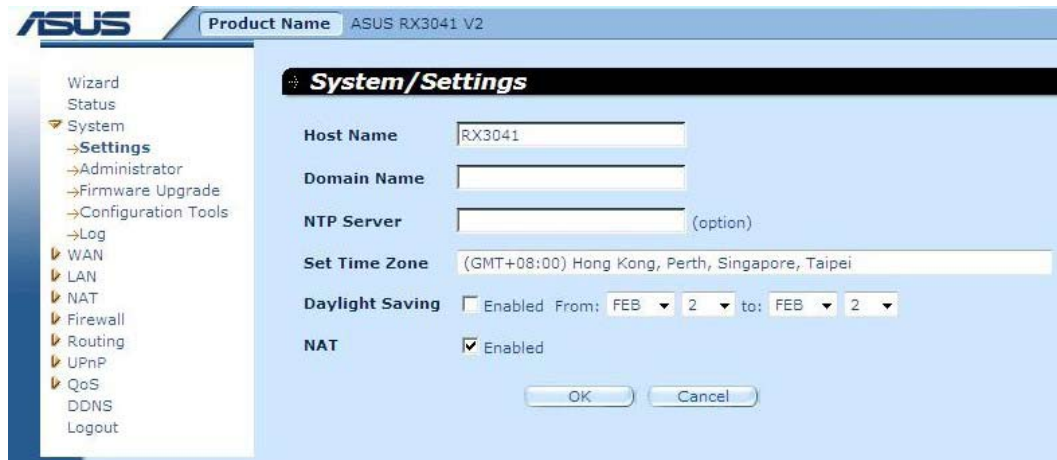 ASUS
Product Name ASUS RX3041 V2
Wizard
Status
System
Settings
Administrator
Firmware Upgrade
Configuration Tools
Log
WAN
LAN
NAT
Firewall
Routing
UPnP
QoS
DDNS
Logout
System/Settings
Host Name RX3041
Domain Name
NTP Server (option)
Set Time Zone (GMT+08:00) Hong Kong, Perth, Singapore, Taipei
Daylight Saving Enabled From: FEB 2 to: FEB 2
NAT Enabled
OK Cancel